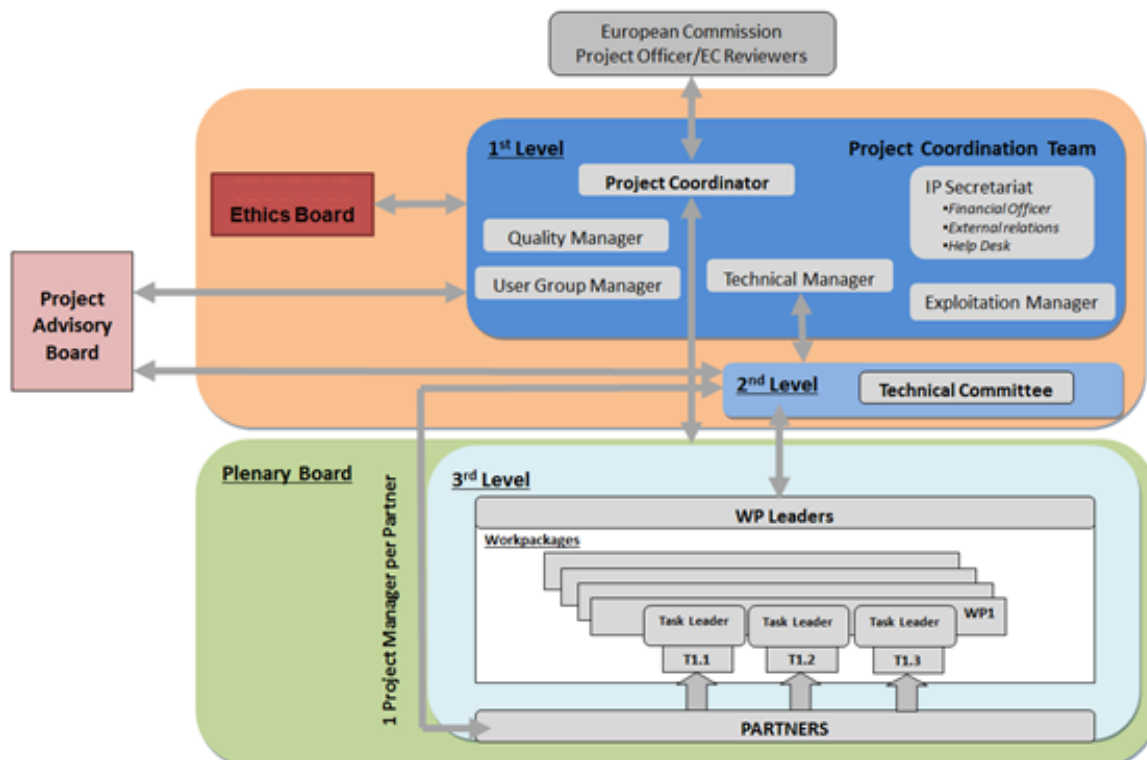 European Commission
Project Officer/EC Reviewers
1st Level
Project Coordination Team
Project Coordinator
IP Secretariat
•Financial Officer
•External relations
•Help Desk
Ethics Board
Quality Manager
User Group Manager
Technical Manager
Exploitation Manager
Project
Advisory
Board
2nd Level
Technical Committee
Plenary Board
1 Project Manager per Partner
3rd Level
WP Leaders
Workpackages
WP1
Task Leader
Task Leader
Task Leader
T1.1
T1.2
T1.3
PARTNERS